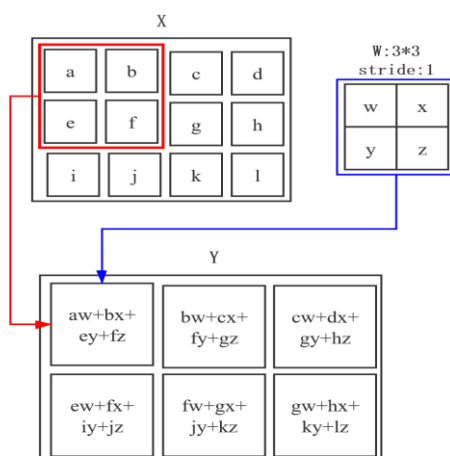 X
a b c d
e f g h
i j k l
W:3*3
stride:1
w x
y z
Y
aw+bx+
ey+fz
bw+cx+
fy+gz
cw+dx+
gy+hz
ew+fx+
iy+jz
fw+gx+
jy+kz
gw+hx+
ky+lz